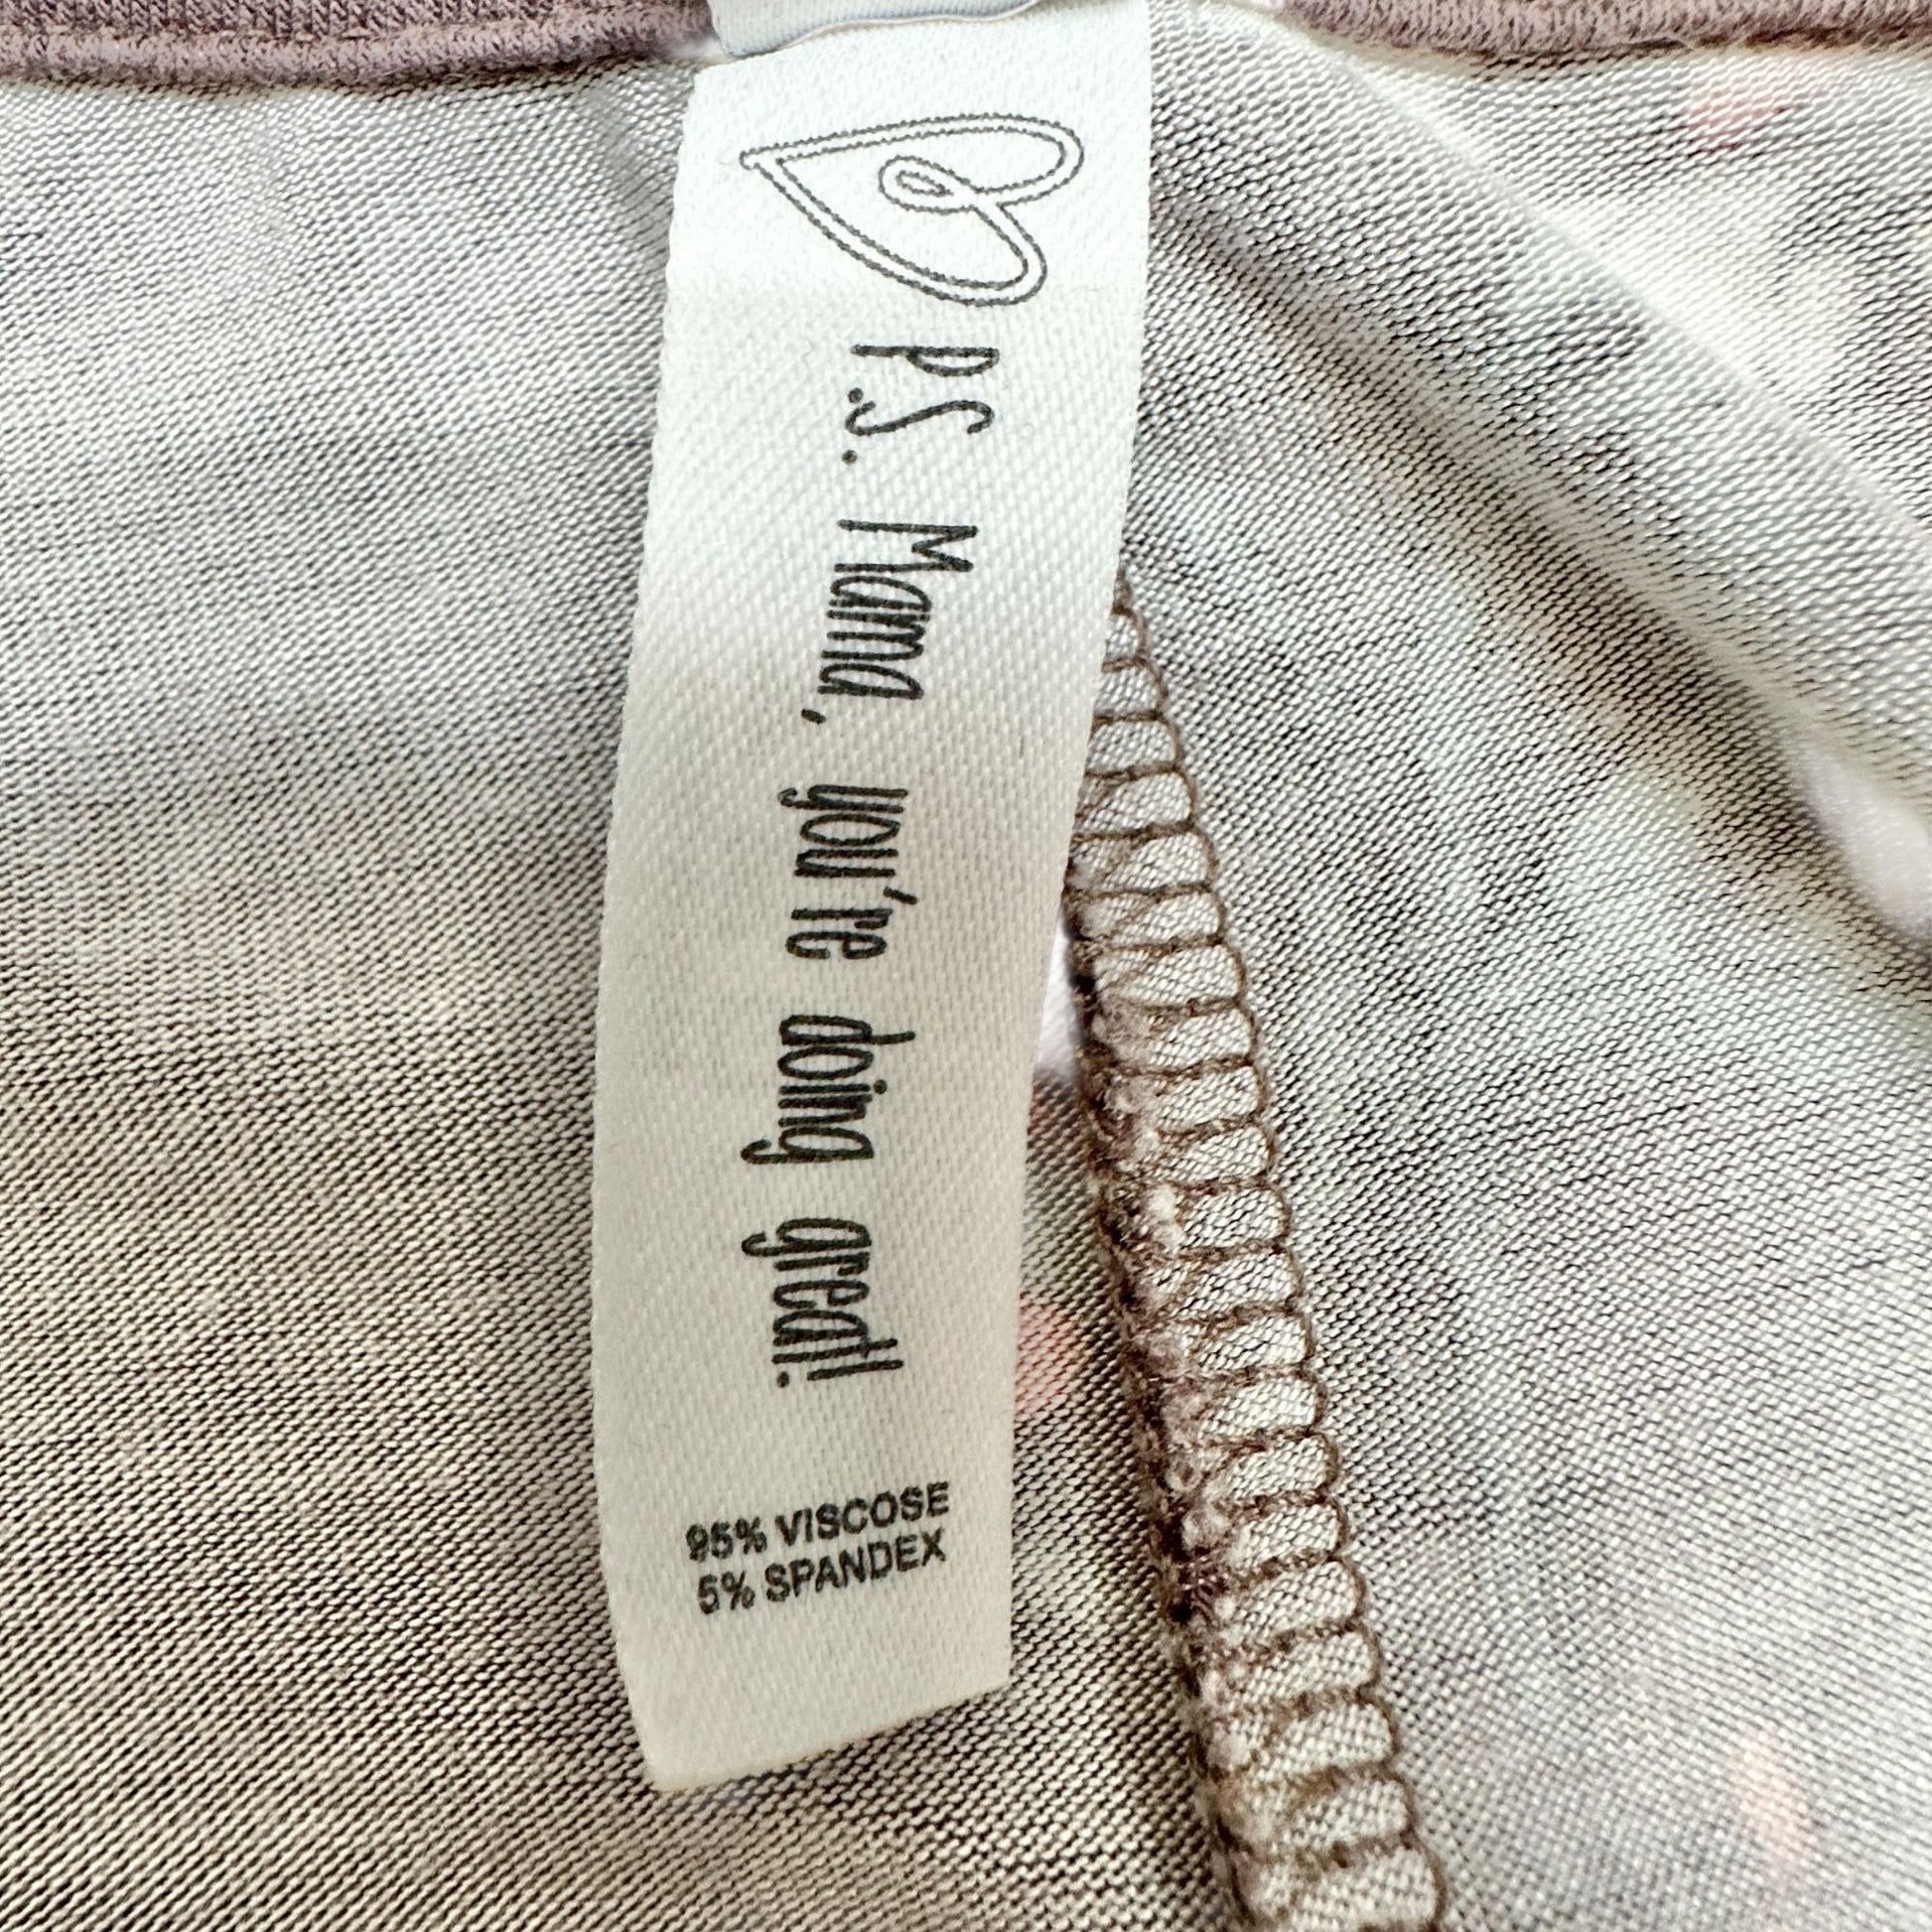 P.S. Mama, you're doing great!
95% VISCOSE
5% SPANDEX